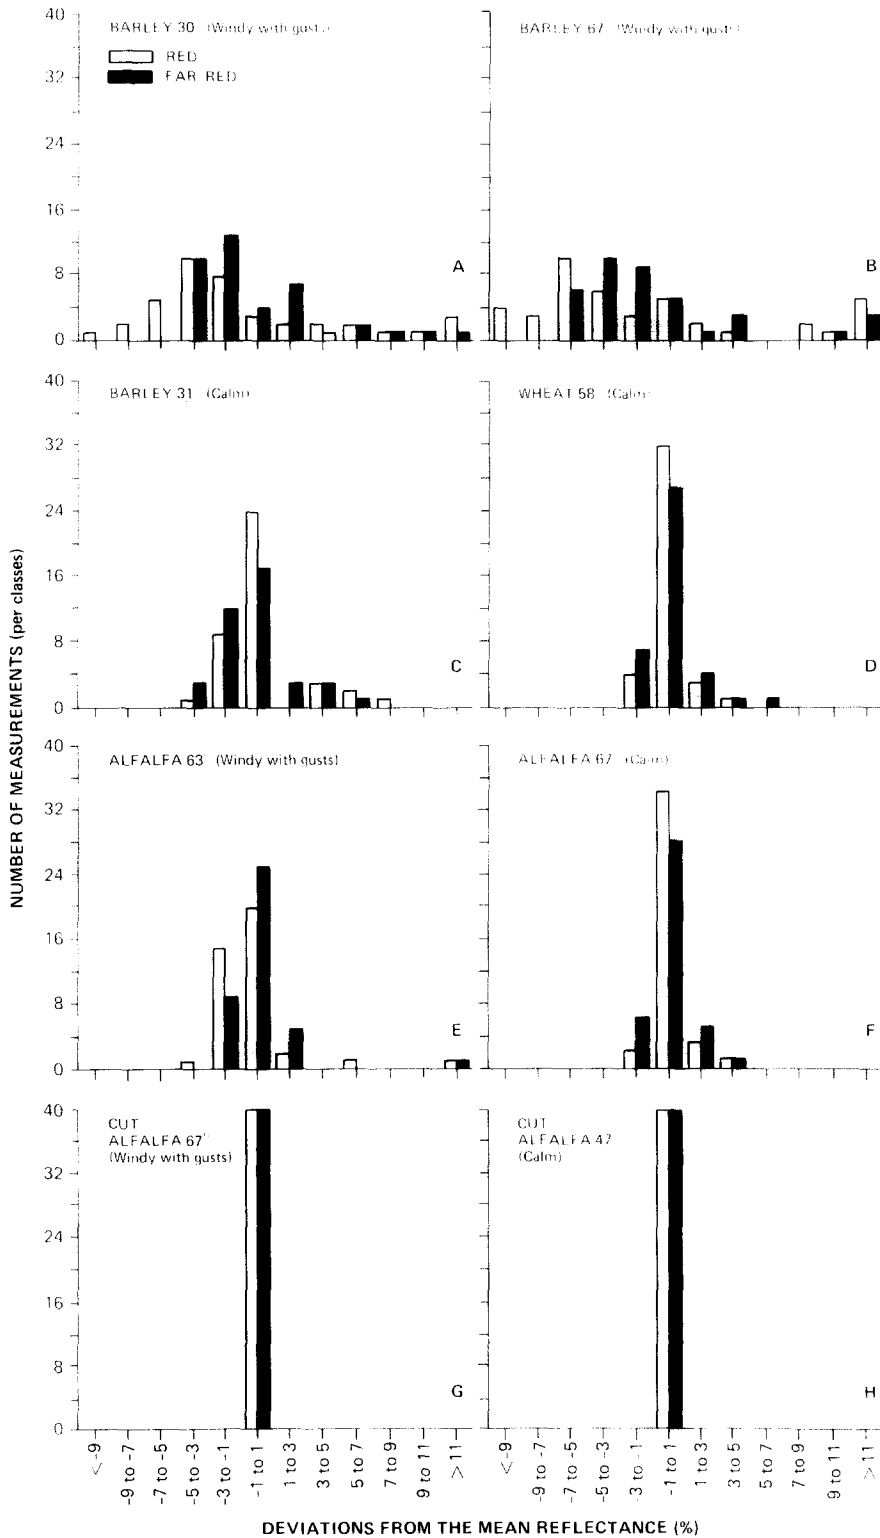 40
32
24
16
8
0
BARLEY 30 (Windy with gusts)
RED
FAR RED
A
BARLEY 67 (Windy with gusts)
B
40
32
24
16
8
0
BARLEY 31 (Calm)
C
WHEAT 58 (Calm)
D
NUMBER OF MEASUREMENTS (per classes)
40
32
24
16
8
0
ALFALFA 63 (Windy with gusts)
E
ALFALFA 67 (Calm)
F
40
32
24
16
8
0
CUT
ALFALFA 67
(Windy with gusts)
G
CUT
ALFALFA 47
(Calm)
H
< -9
-9 to -7
-7 to -5
-5 to -3
-3 to -1
-1 to 1
1 to 3
3 to 5
5 to 7
7 to 9
9 to 11
> 11
< -9
-9 to -7
-7 to -5
-5 to -3
-3 to -1
-1 to 1
1 to 3
3 to 5
5 to 7
7 to 9
9 to 11
> 11
DEVIATIONS FROM THE MEAN REFLECTANCE (%)